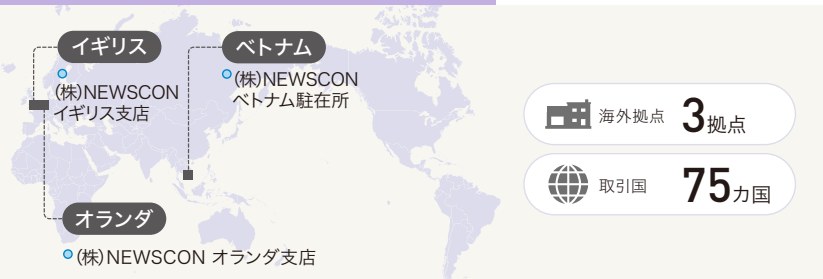 イギリス
(株)NEWSCON
イギリス支店
ベトナム
(株)NEWSCON
ベトナム駐在所
オランダ
(株)NEWSCON オランダ支店
海外拠点 3拠点
取引国 75カ国